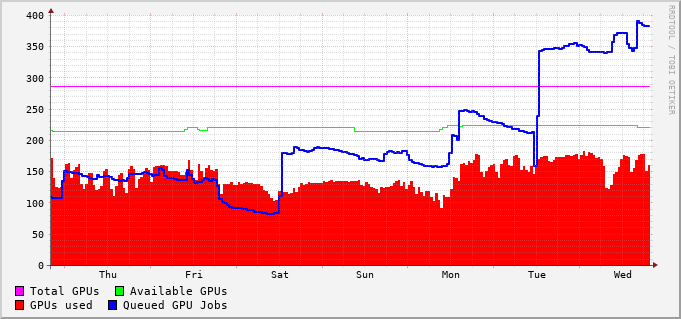 400
350
300
250
200
150
100
50
0
Thu Fri Sat Sun Mon Tue Wed
Total GPUs Available GPUs
GPUs used Queued GPU Jobs
RRDTOOL / TOBI OETIKER